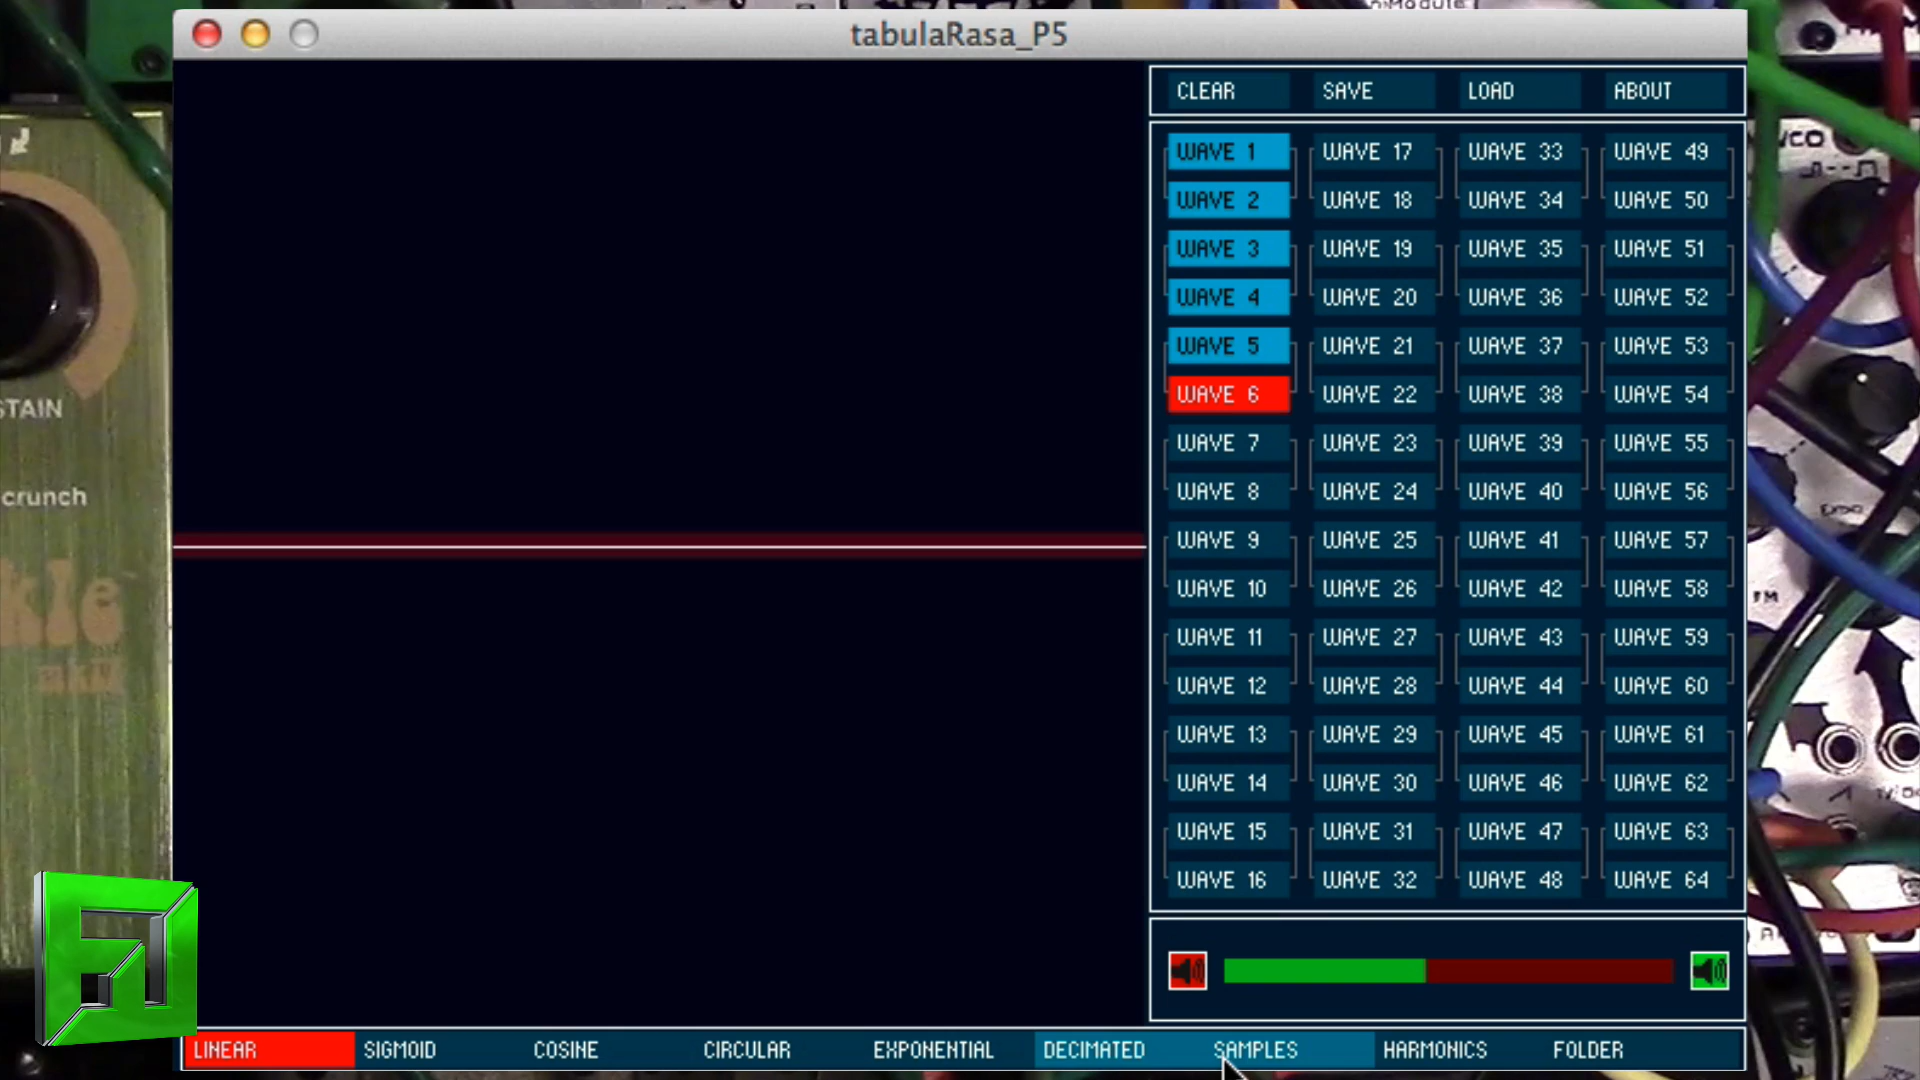 tabulaRasa_P5
CLEAR SAVE LOAD ABOUT
WAVE 1 WAVE 17 WAVE 33 WAVE 49
WAVE 2 WAVE 18 WAVE 34 WAVE 50
WAVE 3 WAVE 19 WAVE 35 WAVE 51
WAVE 4 WAVE 20 WAVE 36 WAVE 52
WAVE 5 WAVE 21 WAVE 37 WAVE 53
WAVE 6 WAVE 22 WAVE 38 WAVE 54
WAVE 7 WAVE 23 WAVE 39 WAVE 55
WAVE 8 WAVE 24 WAVE 40 WAVE 56
WAVE 9 WAVE 25 WAVE 41 WAVE 57
WAVE 10 WAVE 26 WAVE 42 WAVE 58
WAVE 11 WAVE 27 WAVE 43 WAVE 59
WAVE 12 WAVE 28 WAVE 44 WAVE 60
WAVE 13 WAVE 29 WAVE 45 WAVE 61
WAVE 14 WAVE 30 WAVE 46 WAVE 62
WAVE 15 WAVE 31 WAVE 47 WAVE 63
WAVE 16 WAVE 32 WAVE 48 WAVE 64
LINEAR SIGMOID COSINE CIRCULAR EXPONENTIAL DECIMATED SAMPLES HARMONICS FOLDER
STAIN
crunch
kle
FM